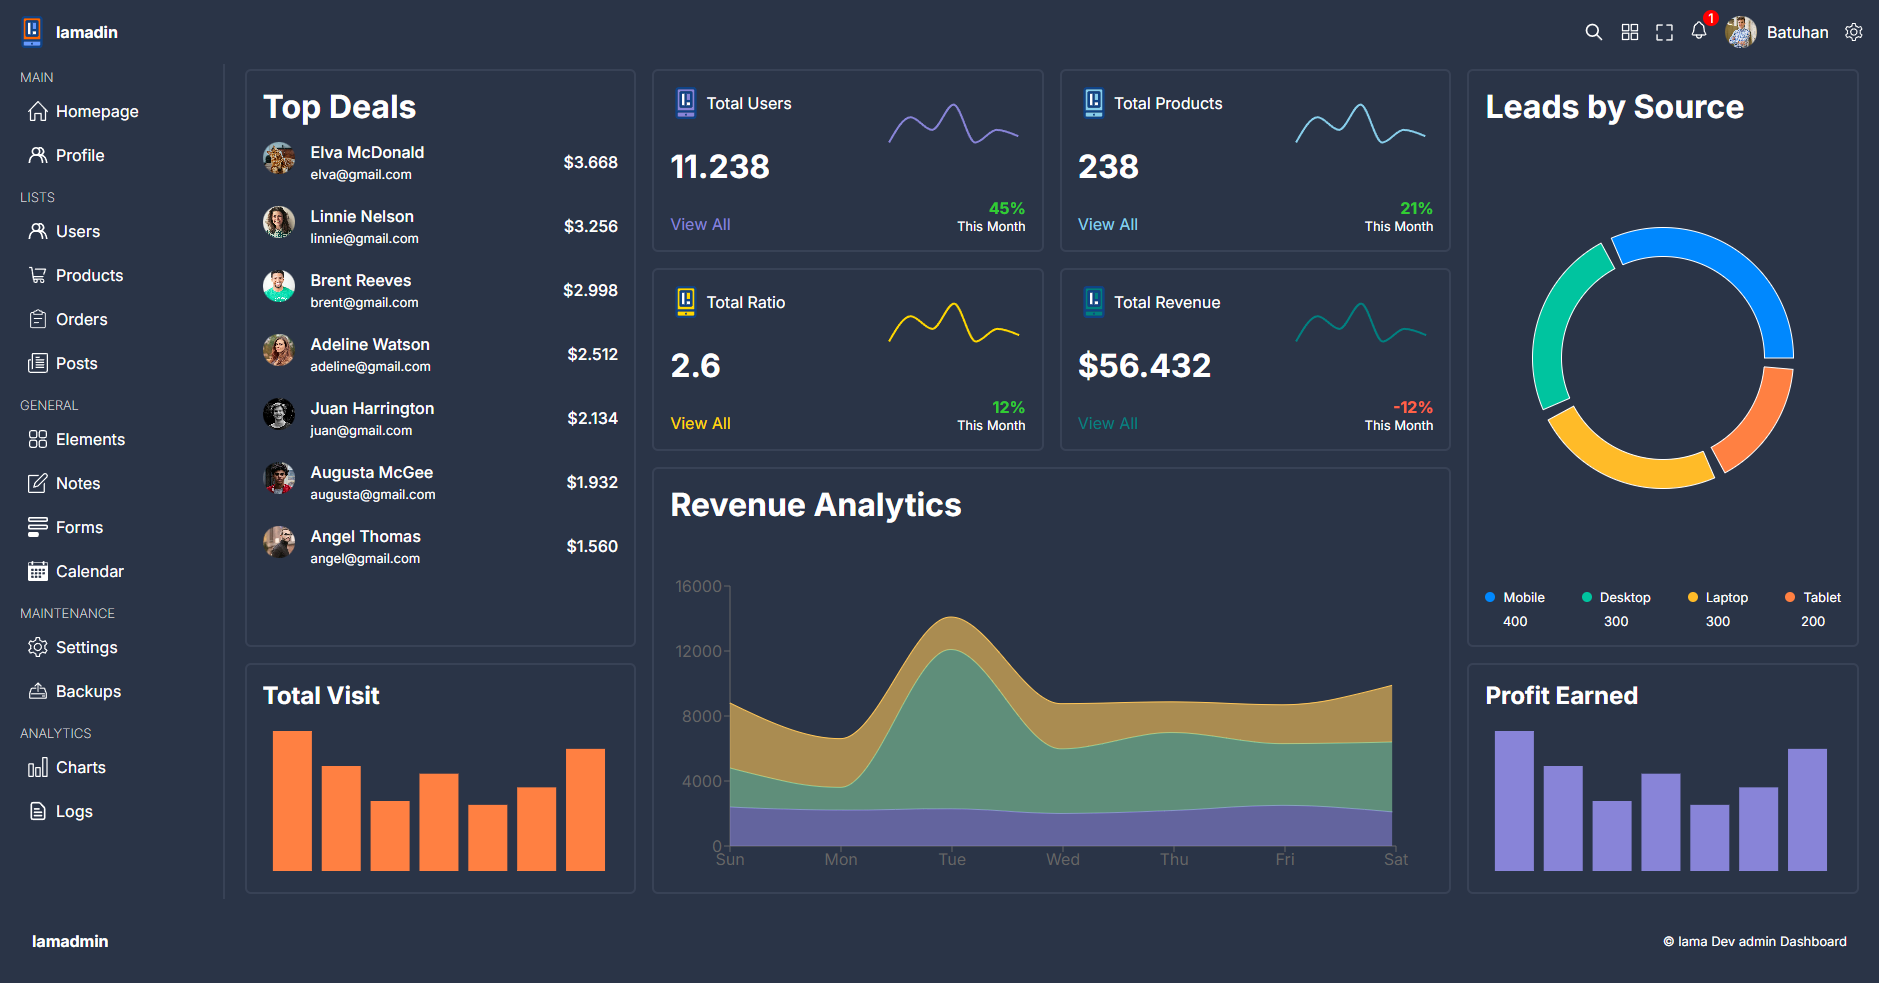 lamadin
1
Batuhan
MAIN
Homepage
Profile
LISTS
Users
Products
Orders
Posts
GENERAL
Elements
Notes
Forms
Calendar
MAINTENANCE
Settings
Backups
ANALYTICS
Charts
Logs
Top Deals
Elva McDonald
elva@gmail.com
$3.668
Linnie Nelson
linnie@gmail.com
$3.256
Brent Reeves
brent@gmail.com
$2.998
Adeline Watson
adeline@gmail.com
$2.512
Juan Harrington
juan@gmail.com
$2.134
Augusta McGee
augusta@gmail.com
$1.932
Angel Thomas
angel@gmail.com
$1.560
Total Users
11.238
View All
45%
This Month
Total Products
238
View All
21%
This Month
Total Ratio
2.6
View All
12%
This Month
Total Revenue
$56.432
View All
-12%
This Month
Leads by Source
Mobile
400
Desktop
300
Laptop
300
Tablet
200
Total Visit
Revenue Analytics
16000
12000
8000
4000
0
Sun Mon Tue Wed Thu Fri Sat
Profit Earned
lamadmin
© lama Dev admin Dashboard